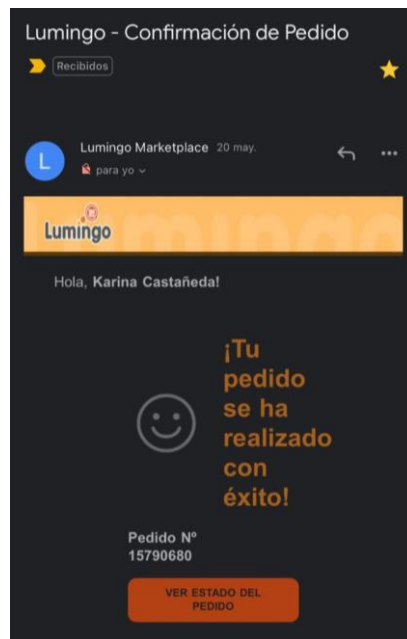 Lumingo - Confirmación de Pedido
Recibidos
L
Lumingo Marketplace 20 may.
para yo
Lumingo
Hola, Karina Castañeda!
¡Tu
pedido
se ha
realizado
con
éxito!
Pedido Nº
15790680
VER ESTADO DEL
PEDIDO